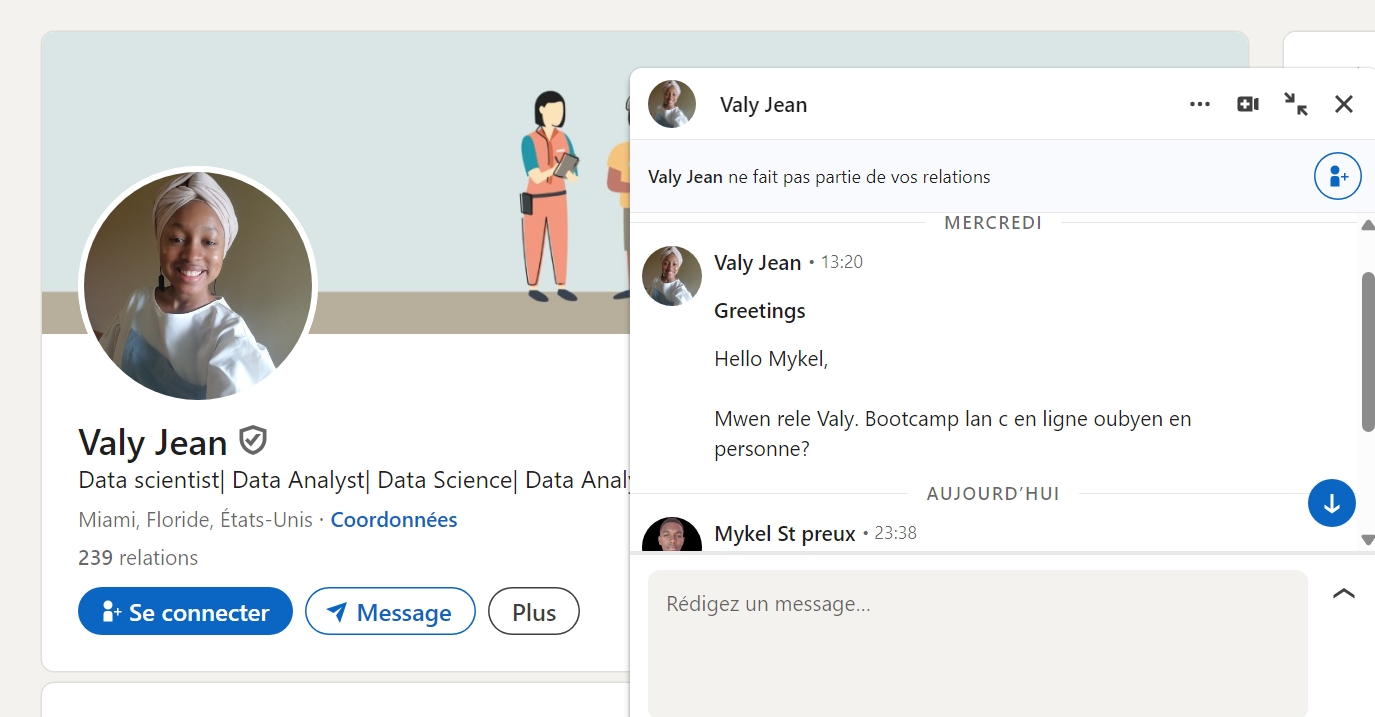 Valy Jean
Valy Jean ne fait pas partie de vos relations
MERCREDI
Valy Jean • 13:20
Greetings
Hello Mykel,
Mwen rele Valy. Bootcamp lan c en ligne oubyen en
personne?
AUJOURD’HUI
Mykel St preux • 23:38
Rédigez un message…
Valy Jean
Data scientist| Data Analyst| Data Science| Data
Miami, Floride, États-Unis · Coordonnées
239 relations
Se connecter
Message
Plus